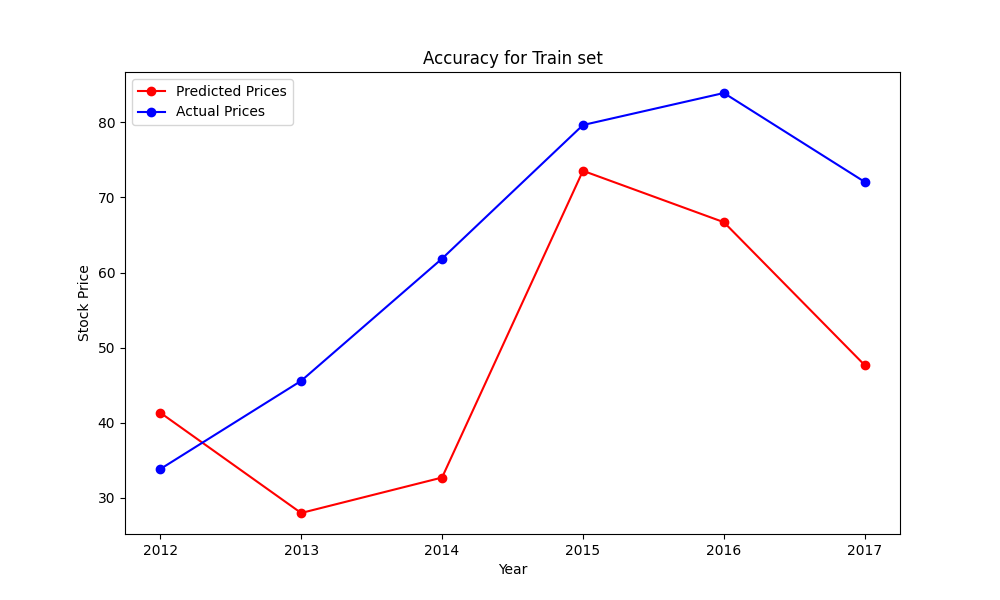 Accuracy for Train set
Predicted Prices
Actual Prices
80
70
60
50
40
30
Stock Price
2012 2013 2014 2015 2016 2017
Year